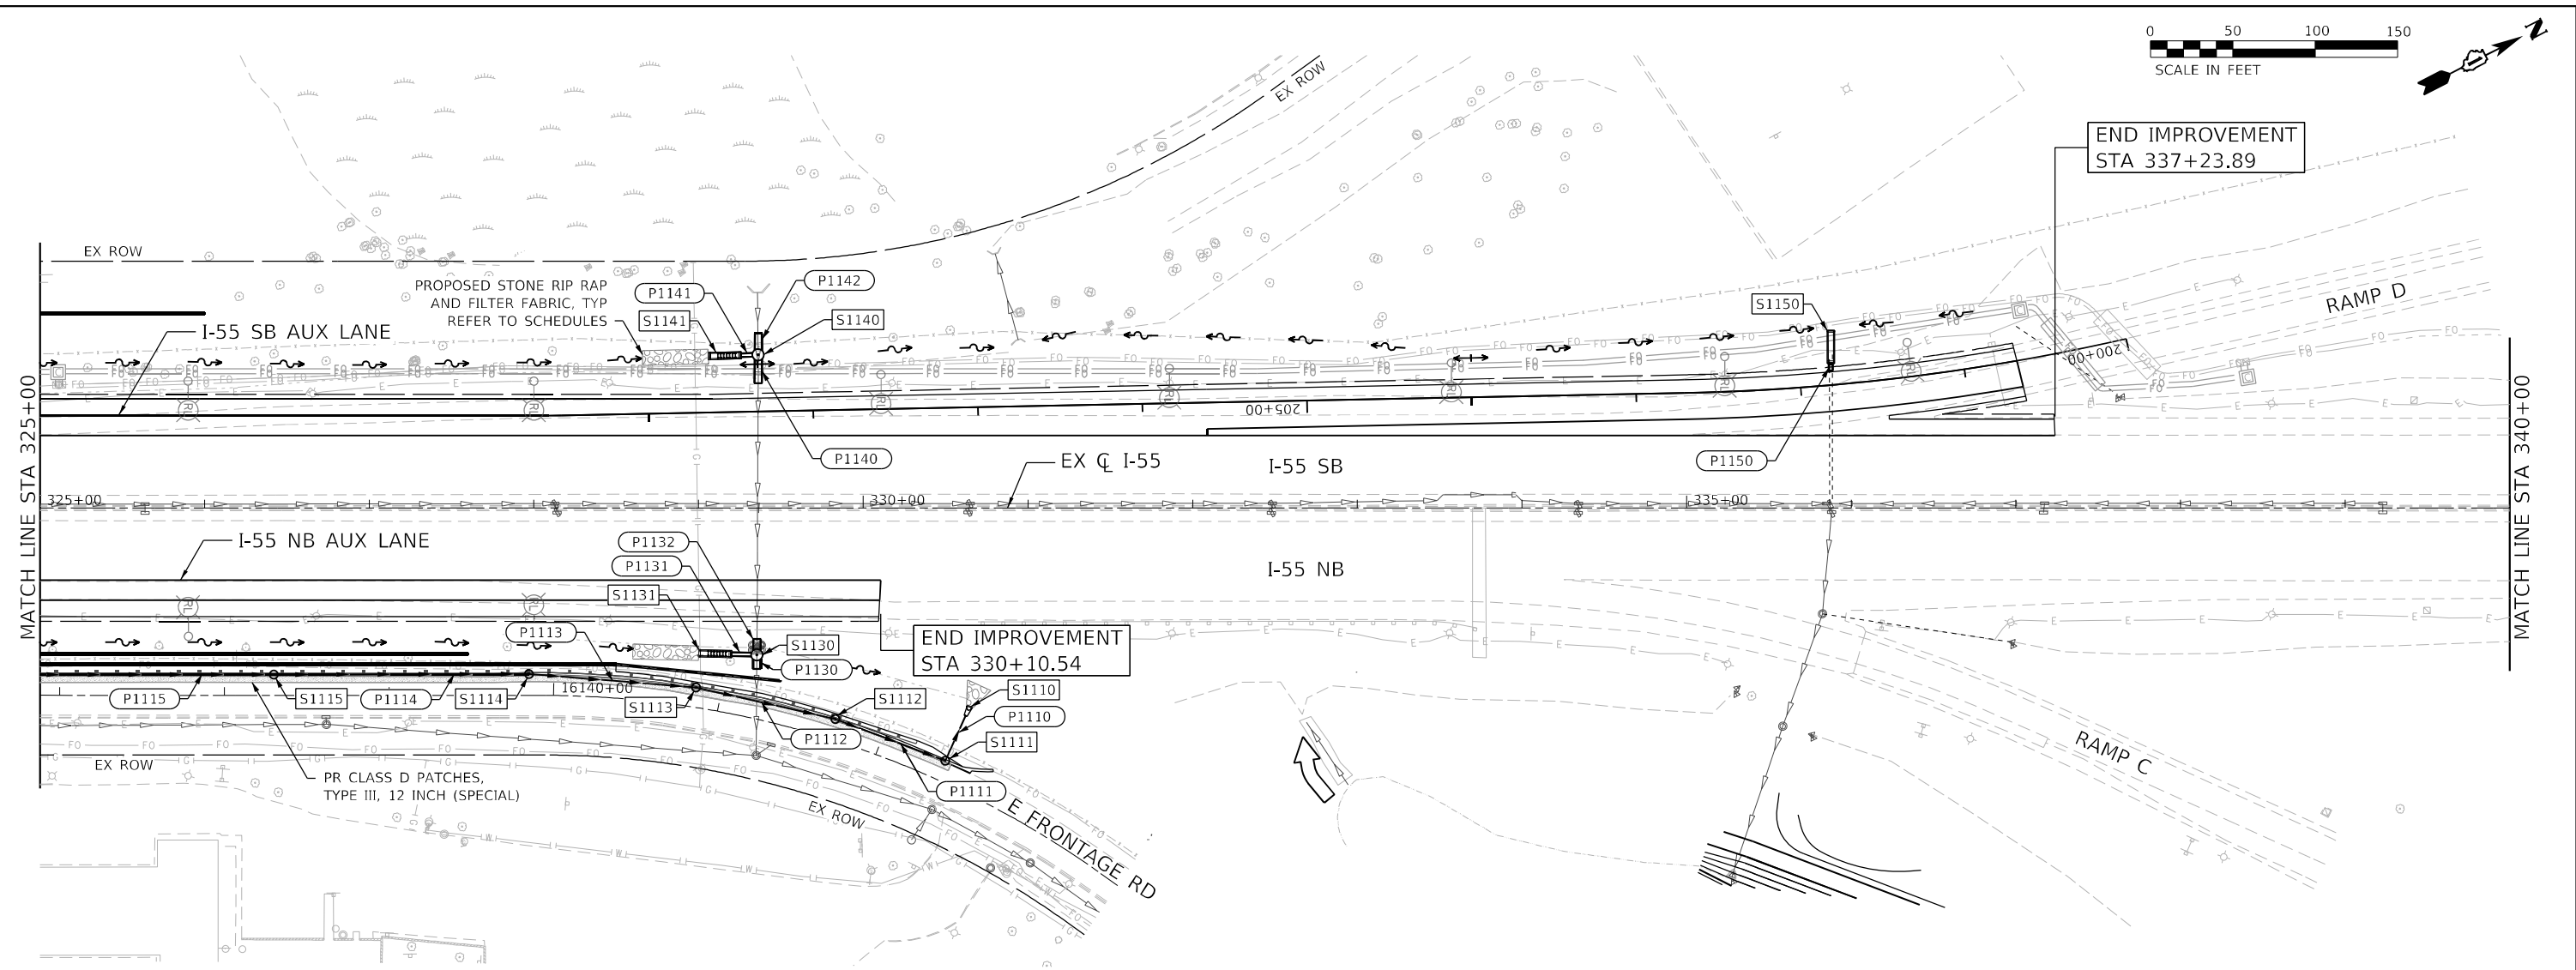 0 50 100 150
SCALE IN FEET
N
END IMPROVEMENT
STA 337+23.89
EX ROW
EX ROW
PROPOSED STONE RIP RAP
AND FILTER FABRIC, TYP
REFER TO SCHEDULES
P1141
S1141
P1142
S1140
S1150
RAMP D
I-55 SB AUX LANE
200+00
205+00
P1140
P1150
EX CL I-55
I-55 SB
MATCH LINE STA 325+00
MATCH LINE STA 340+00
325+00
330+00
335+00
I-55 NB AUX LANE
P1132
P1131
S1131
I-55 NB
P1113
S1130
P1130
END IMPROVEMENT
STA 330+10.54
16140+00
P1115
S1115
P1114
S1114
S1113
S1112
S1110
P1110
P1112
S1111
P1111
EX ROW
PR CLASS D PATCHES,
TYPE III, 12 INCH (SPECIAL)
EX ROW
E FRONTAGE RD
RAMP C